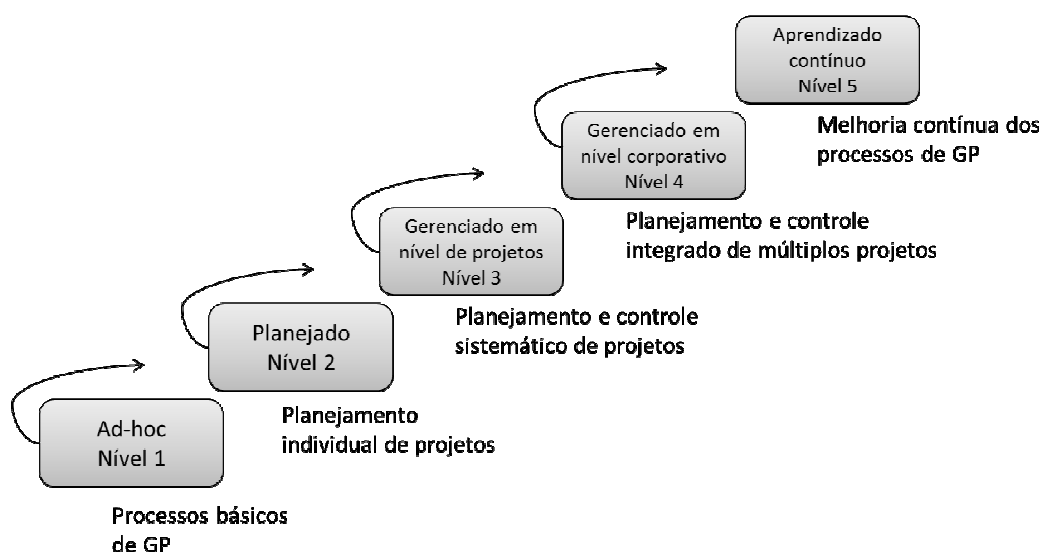 Aprendizado
contínuo
Nível 5
Melhoria contínua dos
processos de GP
Gerenciado em
nível corporativo
Nível 4
Planejamento e controle
integrado de múltiplos projetos
Gerenciado em
nível de projetos
Nível 3
Planejamento e controle
sistemático de projetos
Planejado
Nível 2
Planejamento
individual de projetos
Ad-hoc
Nível 1
Processos básicos
de GP